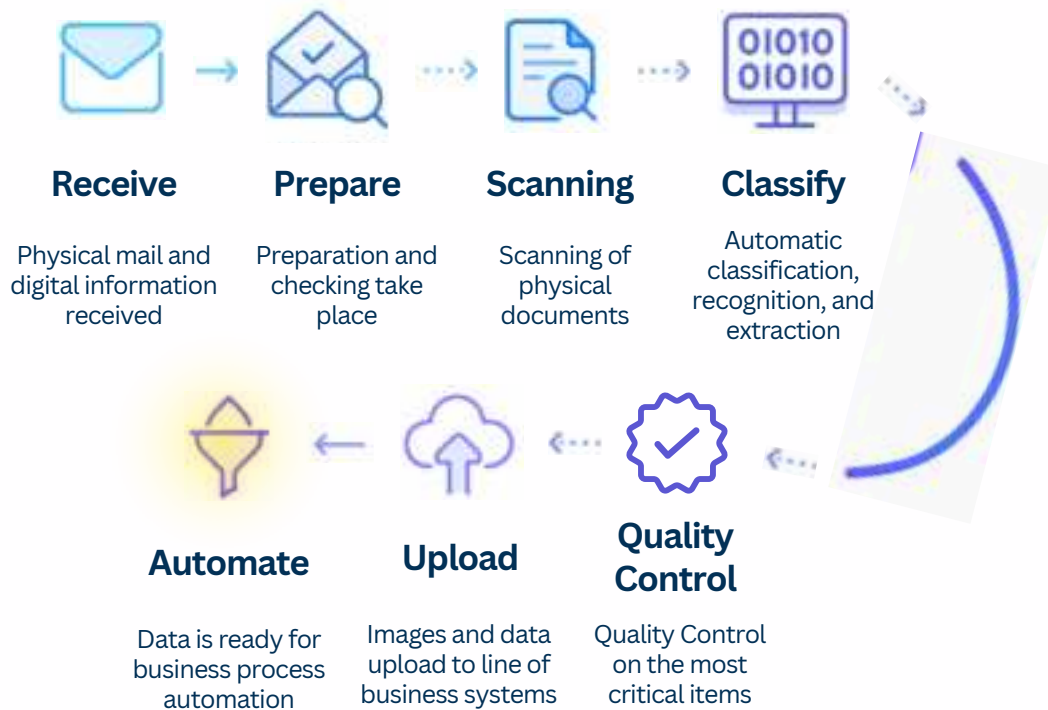 01010
01010
Receive
Prepare
Scanning
Classify
Physical mail and
digital information
received
Preparation and
checking take
place
Scanning of
physical
documents
Automatic
classification,
recognition, and
extraction
Quality
Control
Upload
Automate
Quality Control
on the most
critical items
Images and data
upload to line of
business systems
Data is ready for
business process
automation